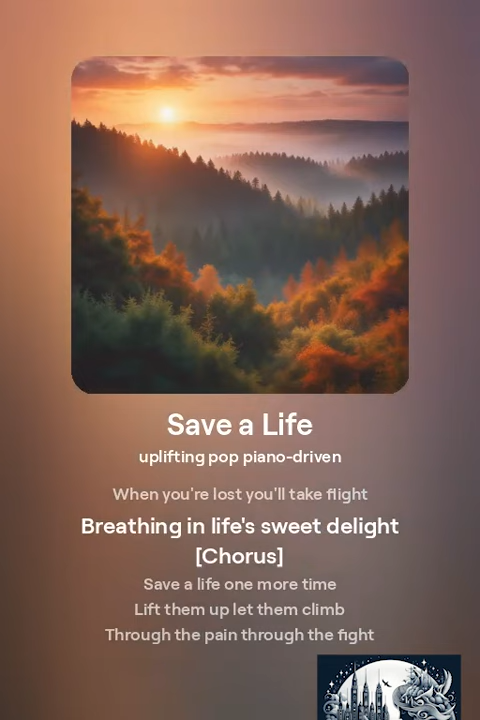 Save a Life
uplifting pop piano-driven
When you're lost you'll take flight
Breathing in life's sweet delight
[Chorus]
Save a life one more time
Lift them up let them climb
Through the pain through the fight